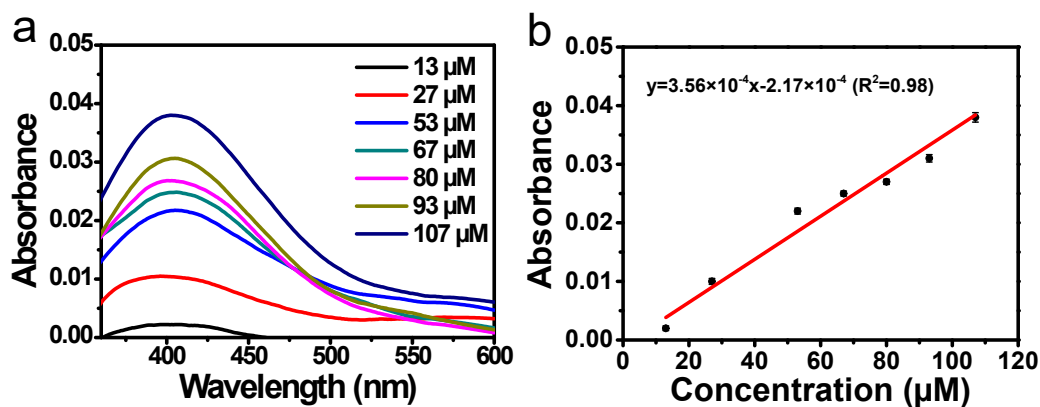 a
0.05
0.04
0.03
0.02
0.01
0.00
Absorbance
400
450
500
550
600
Wavelength (nm)
13 µM
27 µM
53 µM
67 µM
80 µM
93 µM
107 µM
b
0.05
0.04
0.03
0.02
0.01
0.00
Absorbance
y=3.56×10⁻⁴x-2.17×10⁻⁴ (R²=0.98)
0
20
40
60
80
100
120
Concentration (µM)